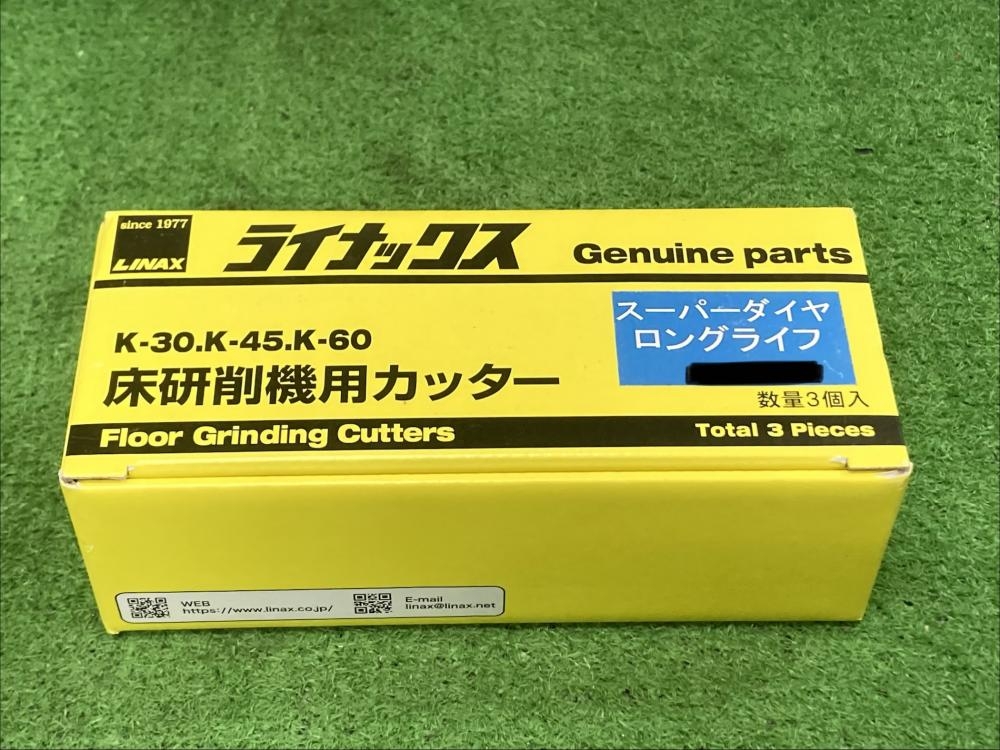 since 1977
LINAX
ライナックス
Genuine parts
K-30.K-45.K-60
床研削機用カッター
スーパーダイヤ
ロングライフ
数量3個入
Floor Grinding Cutters
Total 3 Pieces
WEB
https://www.linax.co.jp/
E-mail
linax@linax.net